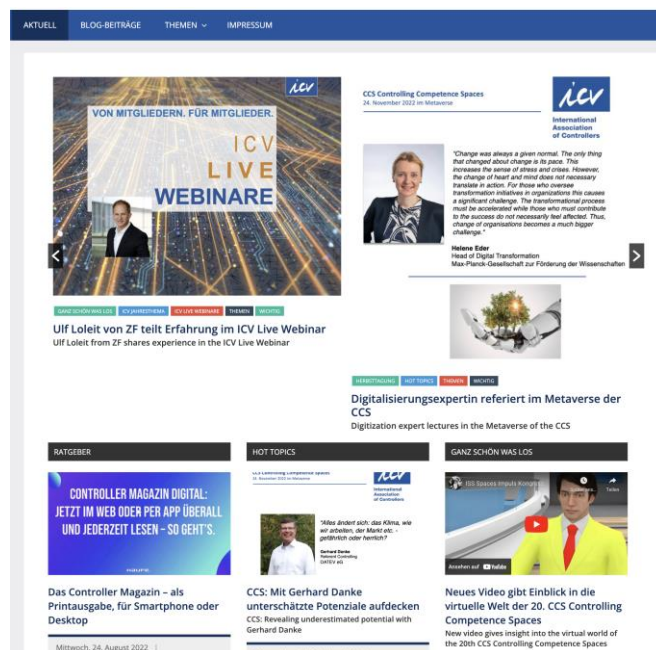 AKTUELL BLOG-BEITRÄGE THEMEN IMPRESSUM
icv
VON MITGLIEDERN. FÜR MITGLIEDER.
ICV
LIVE
WEBINARE
GANZ SCHÖN WAS LOS ICV JAHRESTHEMA ICV LIVE WEBINARE THEMEN WICHTIG
Ulf Loleit von ZF teilt Erfahrung im ICV Live Webinar
Ulf Loleit from ZF shares experience in the ICV Live Webinar
CCS Controlling Competence Spaces
24. November 2022 im Metaverse
icv
International
Association
of Controllers
"Change was always a given normal. The only thing
that changed about change is its pace. This
increases the sense of stress and crises. However,
the change of heart and mind does not necessary
translate in action. For those who oversee
transformation initiatives in organizations this causes
a significant challenge. The transformational process
must be accelerated while those who must contribute
to the success do not necessarily feel affected. Thus,
change of organisations becomes a much bigger
challenge."
Helene Eder
Head of Digital Transformation
Max-Planck-Gesellschaft zur Förderung der Wissenschaften
HERBSTTAGUNG HOT TOPICS THEMEN WICHTIG
Digitalisierungsexpertin referiert im Metaverse der
CCS
Digitization expert lectures in the Metaverse of the CCS
RATGEBER
CONTROLLER MAGAZIN DIGITAL:
JETZT IM WEB ODER PER APP ÜBERALL
UND JEDERZEIT LESEN – SO GEHT'S.
HAUFE.
Das Controller Magazin – als
Printausgabe, für Smartphone oder
Desktop
Mittwoch, 24. August 2022
HOT TOPICS
CCS Controlling Competence Spaces
24. November 2022 im Metaverse
icv
International
Association
of Controllers
"Alles ändert sich: das Klima, wie
wir arbeiten, der Markt etc. -
gefährlich oder herrlich?
Gerhard Danke
Relevant Controlling
DATEV eG
CCS: Mit Gerhard Danke
unterschätzte Potenziale aufdecken
CCS: Revealing underestimated potential with
Gerhard Danke
GANZ SCHÖN WAS LOS
ISS Spaces Impuls Kongress
Teilen
Ansehen auf YouTube
Neues Video gibt Einblick in die
virtuelle Welt der 20. CCS Controlling
Competence Spaces
New video gives insight into the virtual world of
the 20th CCS Controlling Competence Spaces